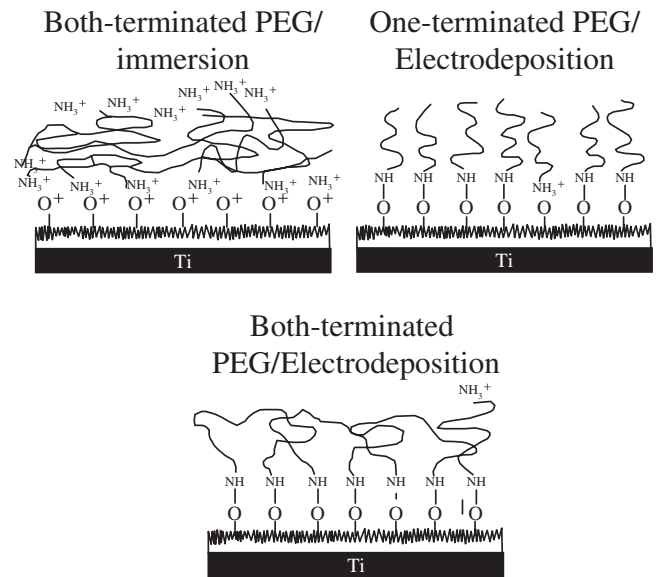 Both-terminated PEG/
immersion
NH₃⁺ NH₃⁺ NH₃⁺ NH₃⁺ NH₃⁺ NH₃⁺
NH₃⁺
NH₃⁺ NH₃⁺ NH₃⁺ NH₃⁺ NH₃⁺ NH₃⁺
O⁺ O⁺ O⁺ O⁺ O⁺ O⁺ O⁺
Ti
One-terminated PEG/
Electrodeposition
NH NH NH NH NH₃⁺ NH NH
O O O O O O O
Ti
Both-terminated
PEG/Electrodeposition
NH₃⁺
NH NH NH NH NH NH NH
O O O O O O O
Ti